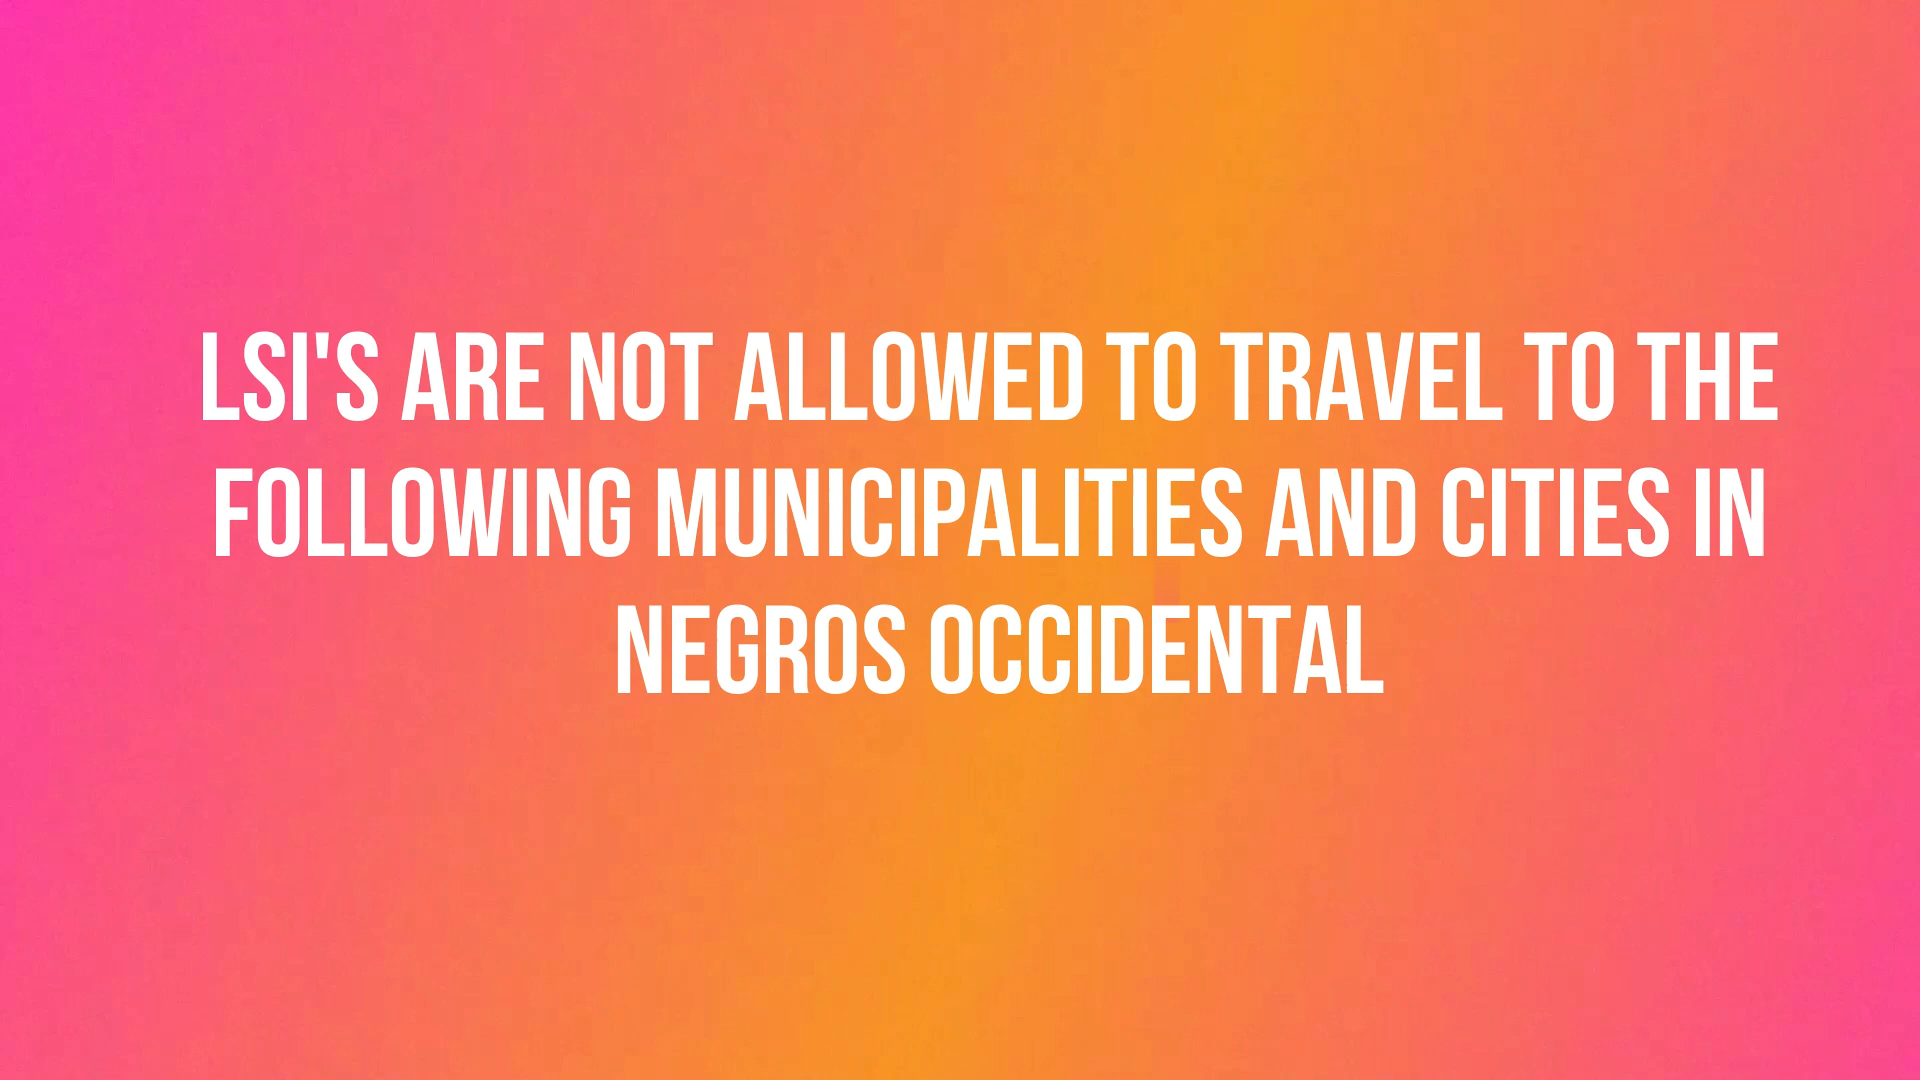 LSI'S ARE NOT ALLOWED TO TRAVEL TO THE
FOLLOWING MUNICIPALITIES AND CITIES IN
NEGROS OCCIDENTAL